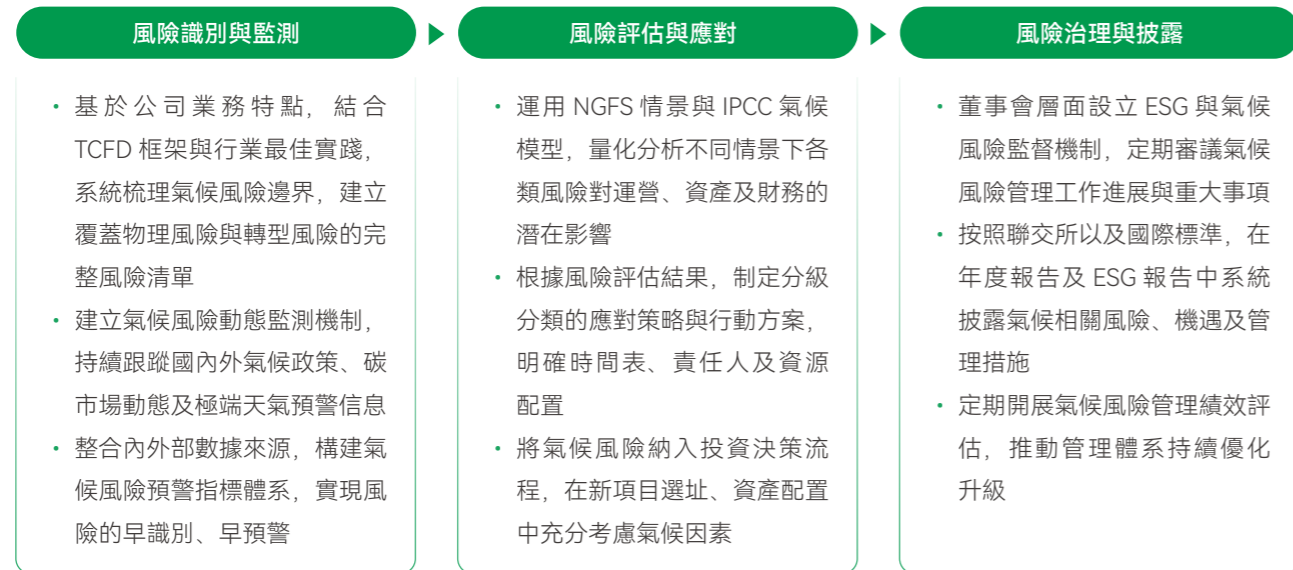 風險識別與監測
• 基於公司業務特點，結合
TCFD 框架與行業最佳實踐，
系統梳理氣候風險邊界，建立
覆蓋物理風險與轉型風險的完
整風險清單
• 建立氣候風險動態監測機制，
持續跟蹤國內外氣候政策、碳
市場動態及極端天氣預警信息
• 整合內外部數據來源，構建氣
候風險預警指標體系，實現風
險的早識別、早預警
風險評估與應對
• 運用 NGFS 情景與 IPCC 氣候
模型，量化分析不同情景下各
類風險對運營、資產及財務的
潛在影響
• 根據風險評估結果，制定分級
分類的應對策略與行動方案，
明確時間表、責任人及資源
配置
• 將氣候風險納入投資決策流
程，在新項目選址、資產配置
中充分考慮氣候因素
風險治理與披露
• 董事會層面設立 ESG 與氣候
風險監督機制，定期審議氣候
風險管理工作進展與重大事項
• 按照聯交所以及國際標準，在
年度報告及 ESG 報告中系統
披露氣候相關風險、機遇及管
理措施
• 定期開展氣候風險管理績效評
估，推動管理體系持續優化
升級